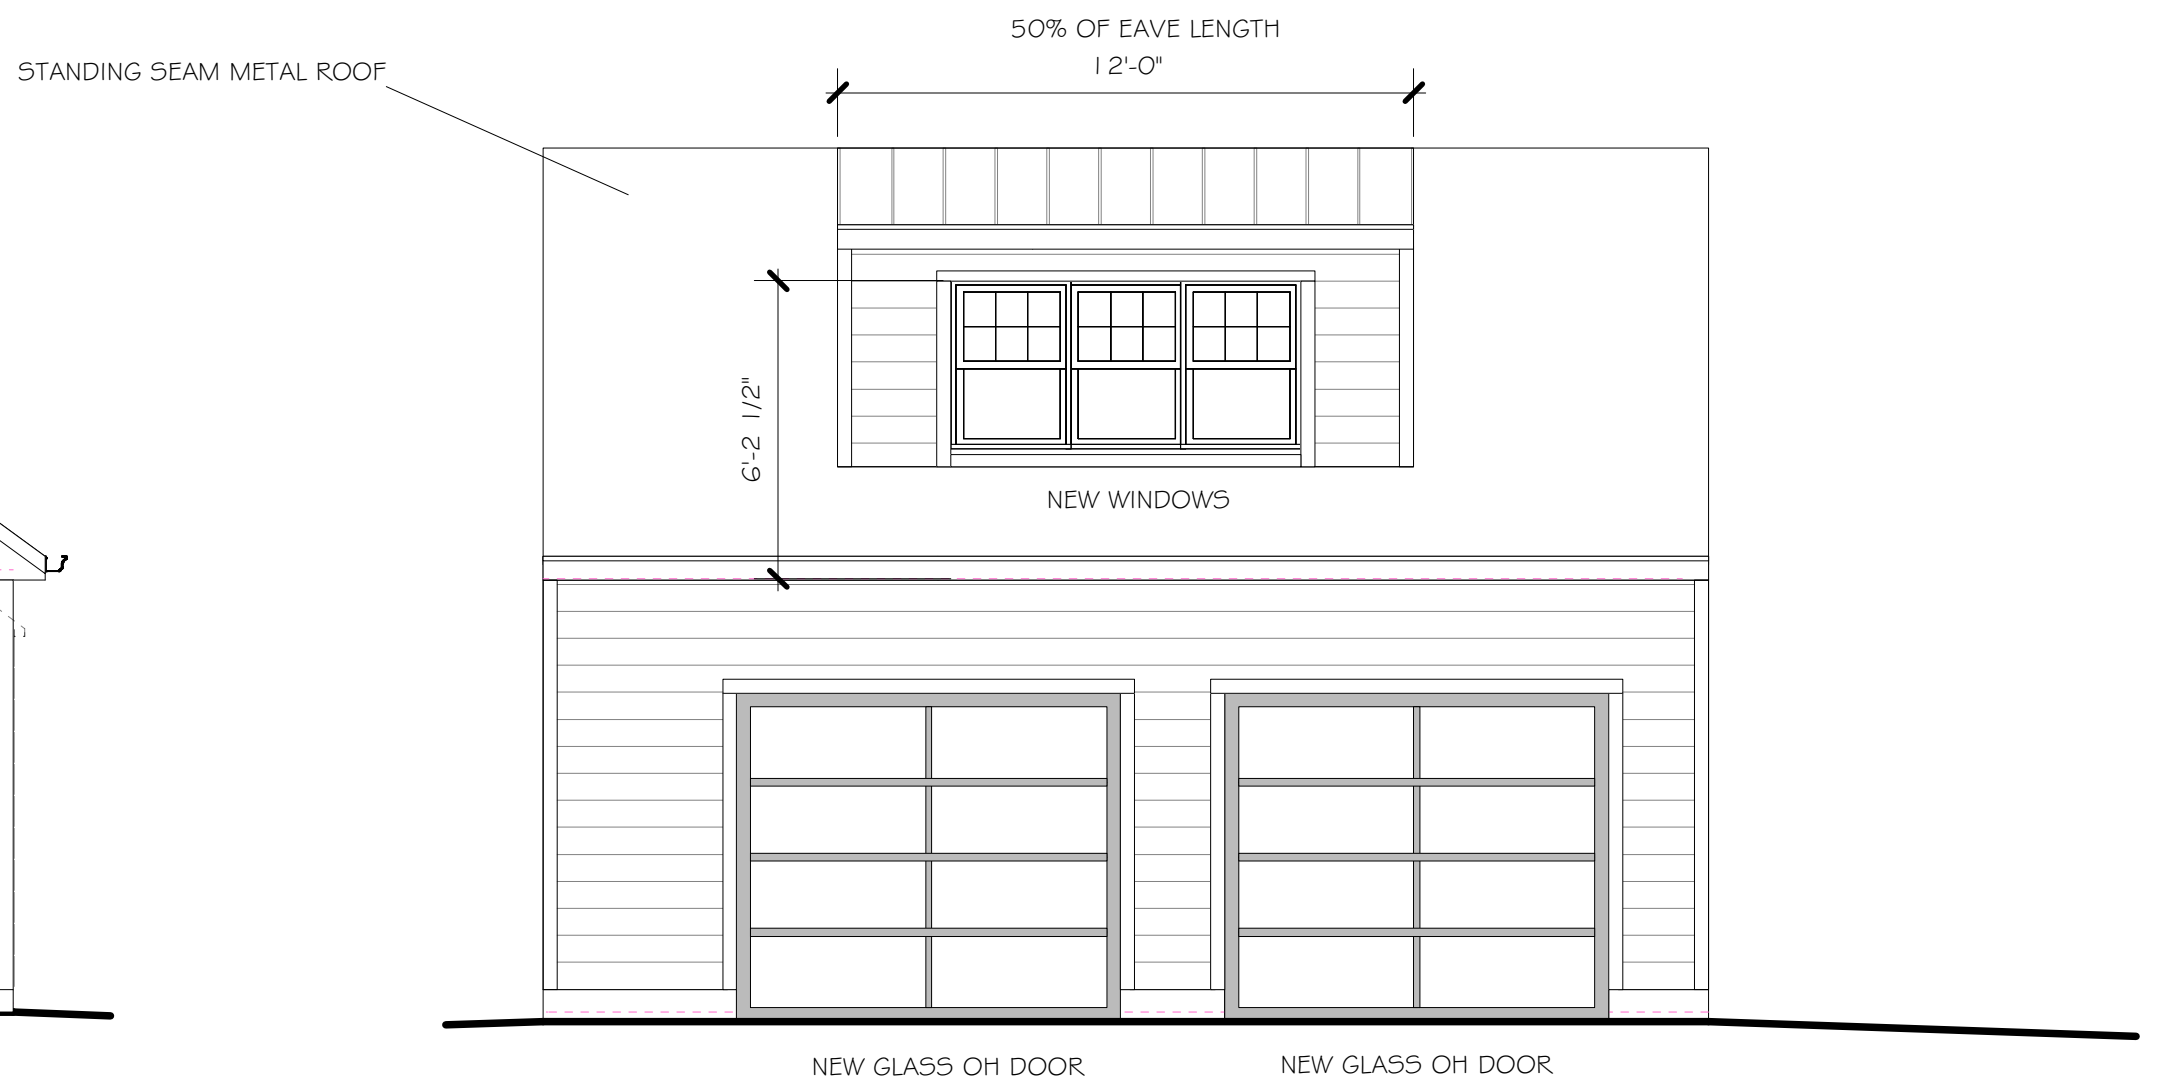 50% OF EAVE LENGTH
12'-0"
STANDING SEAM METAL ROOF
6'-2 1/2"
NEW WINDOWS
NEW GLASS OH DOOR
NEW GLASS OH DOOR